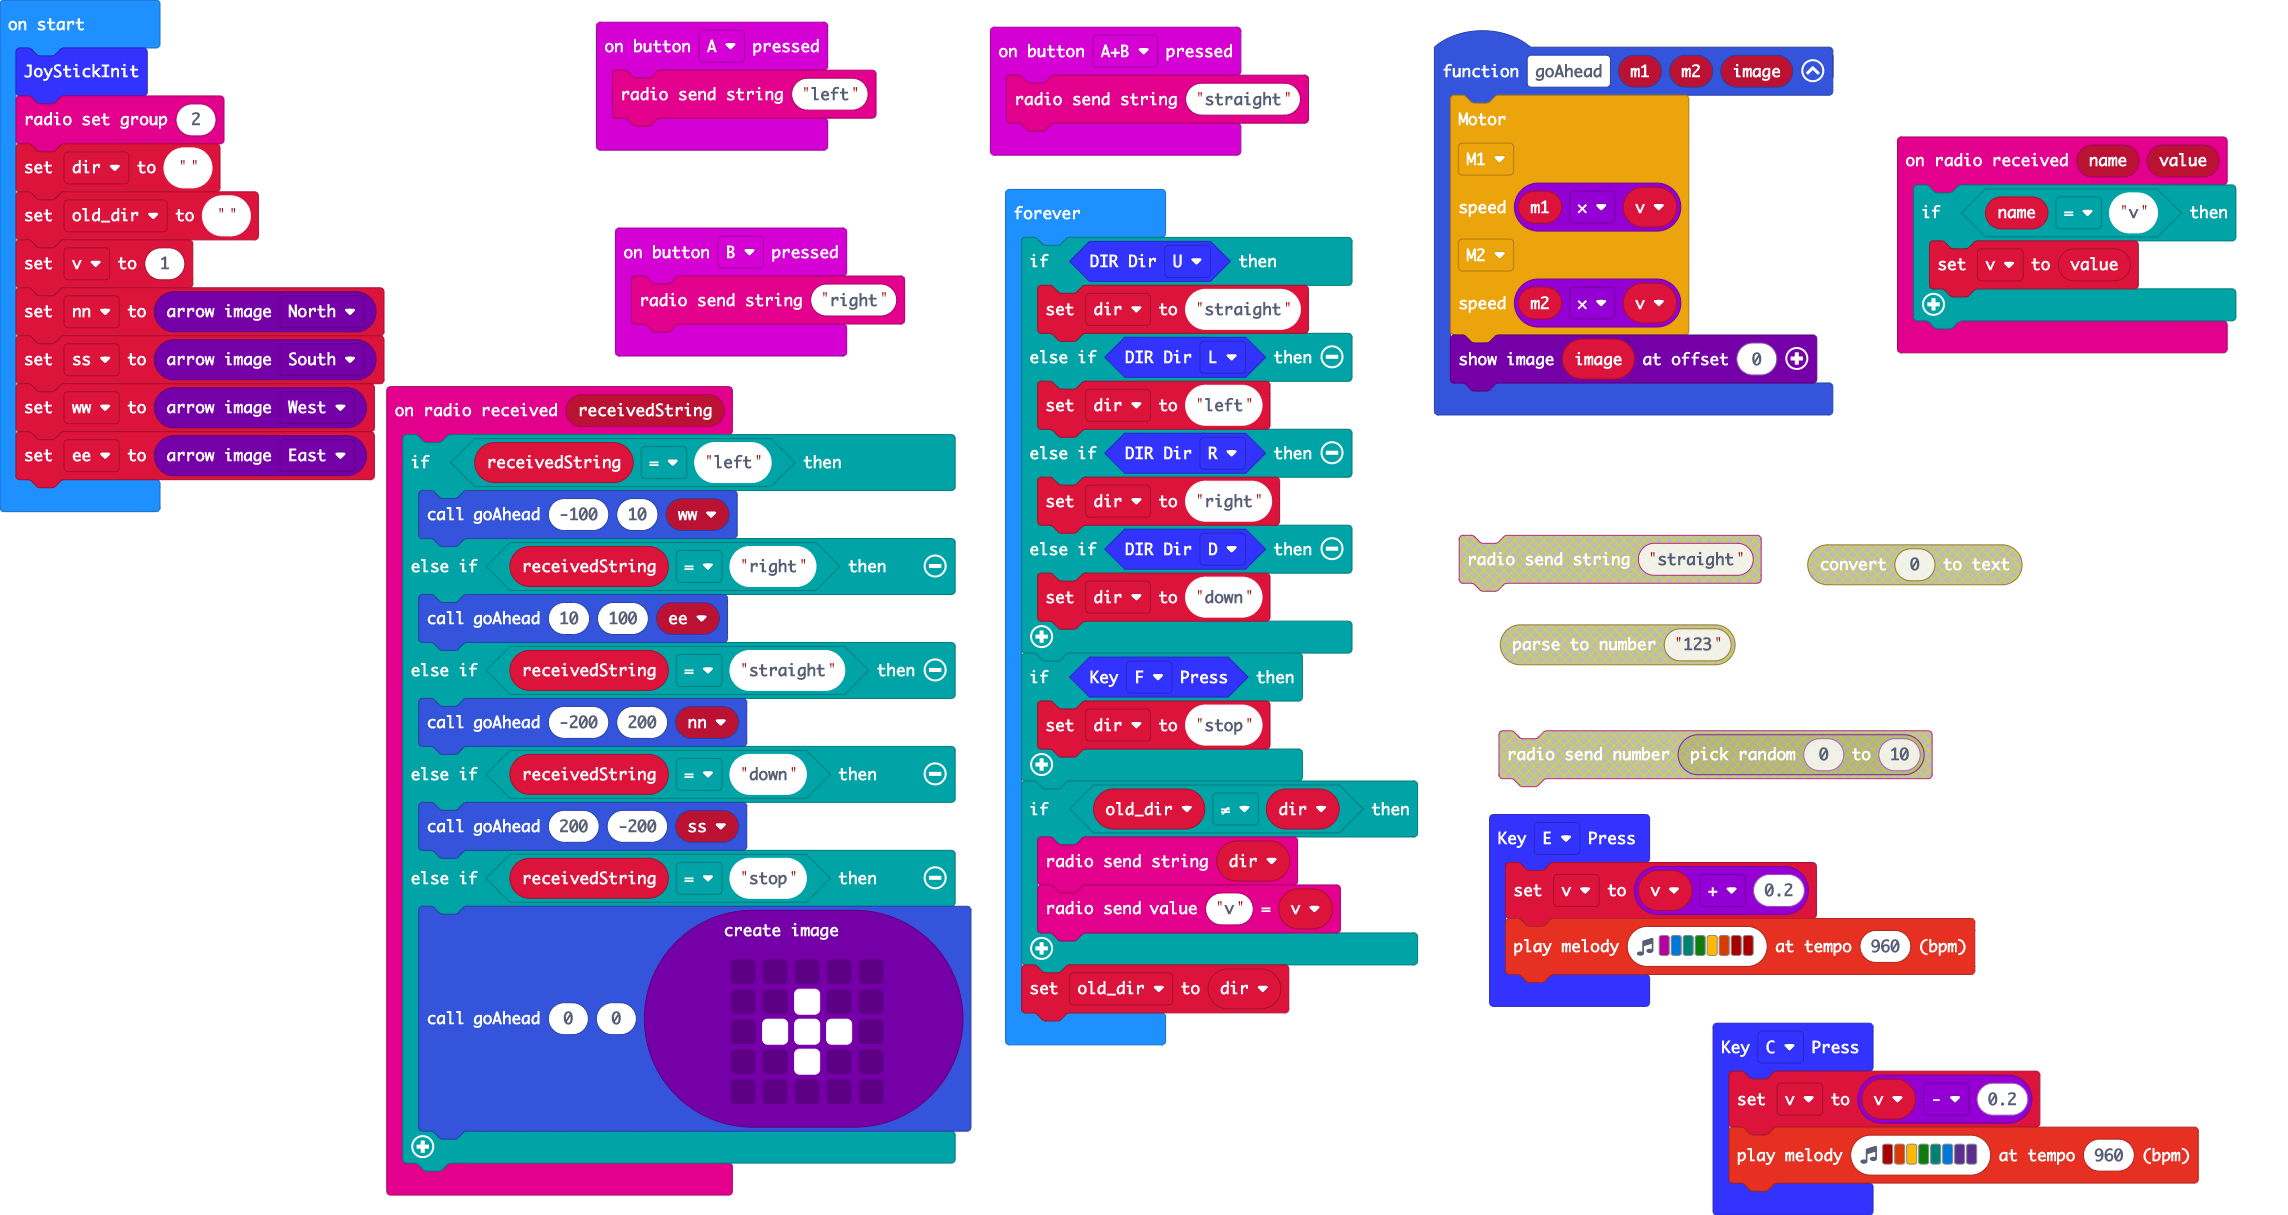 on start
JoyStickInit
radio set group 2
set dir to " "
set old_dir to " "
set v to 1
set nn to arrow image North
set ss to arrow image South
set ww to arrow image West
set ee to arrow image East
on button A pressed
radio send string "left"
on button B pressed
radio send string "right"
on button A+B pressed
radio send string "straight"
on radio received receivedString
if receivedString = "left" then
call goAhead -100 10 ww
else if receivedString = "right" then
call goAhead 10 100 ee
else if receivedString = "straight" then
call goAhead -200 200 nn
else if receivedString = "down" then
call goAhead 200 -200 ss
else if receivedString = "stop" then
create image
call goAhead 0 0
forever
if DIR Dir U then
set dir to "straight"
else if DIR Dir L then
set dir to "left"
else if DIR Dir R then
set dir to "right"
else if DIR Dir D then
set dir to "down"
if Key F Press then
set dir to "stop"
if old_dir ≠ dir then
radio send string dir
radio send value "v" = v
set old_dir to dir
function goAhead m1 m2 image
Motor
M1
speed m1 × v
M2
speed m2 × v
show image image at offset 0
on radio received name value
if name = "v" then
set v to value
radio send string "straight"
convert 0 to text
parse to number "123"
radio send number pick random 0 to 10
Key E Press
set v to v + 0.2
play melody at tempo 960 (bpm)
Key C Press
set v to v - 0.2
play melody at tempo 960 (bpm)